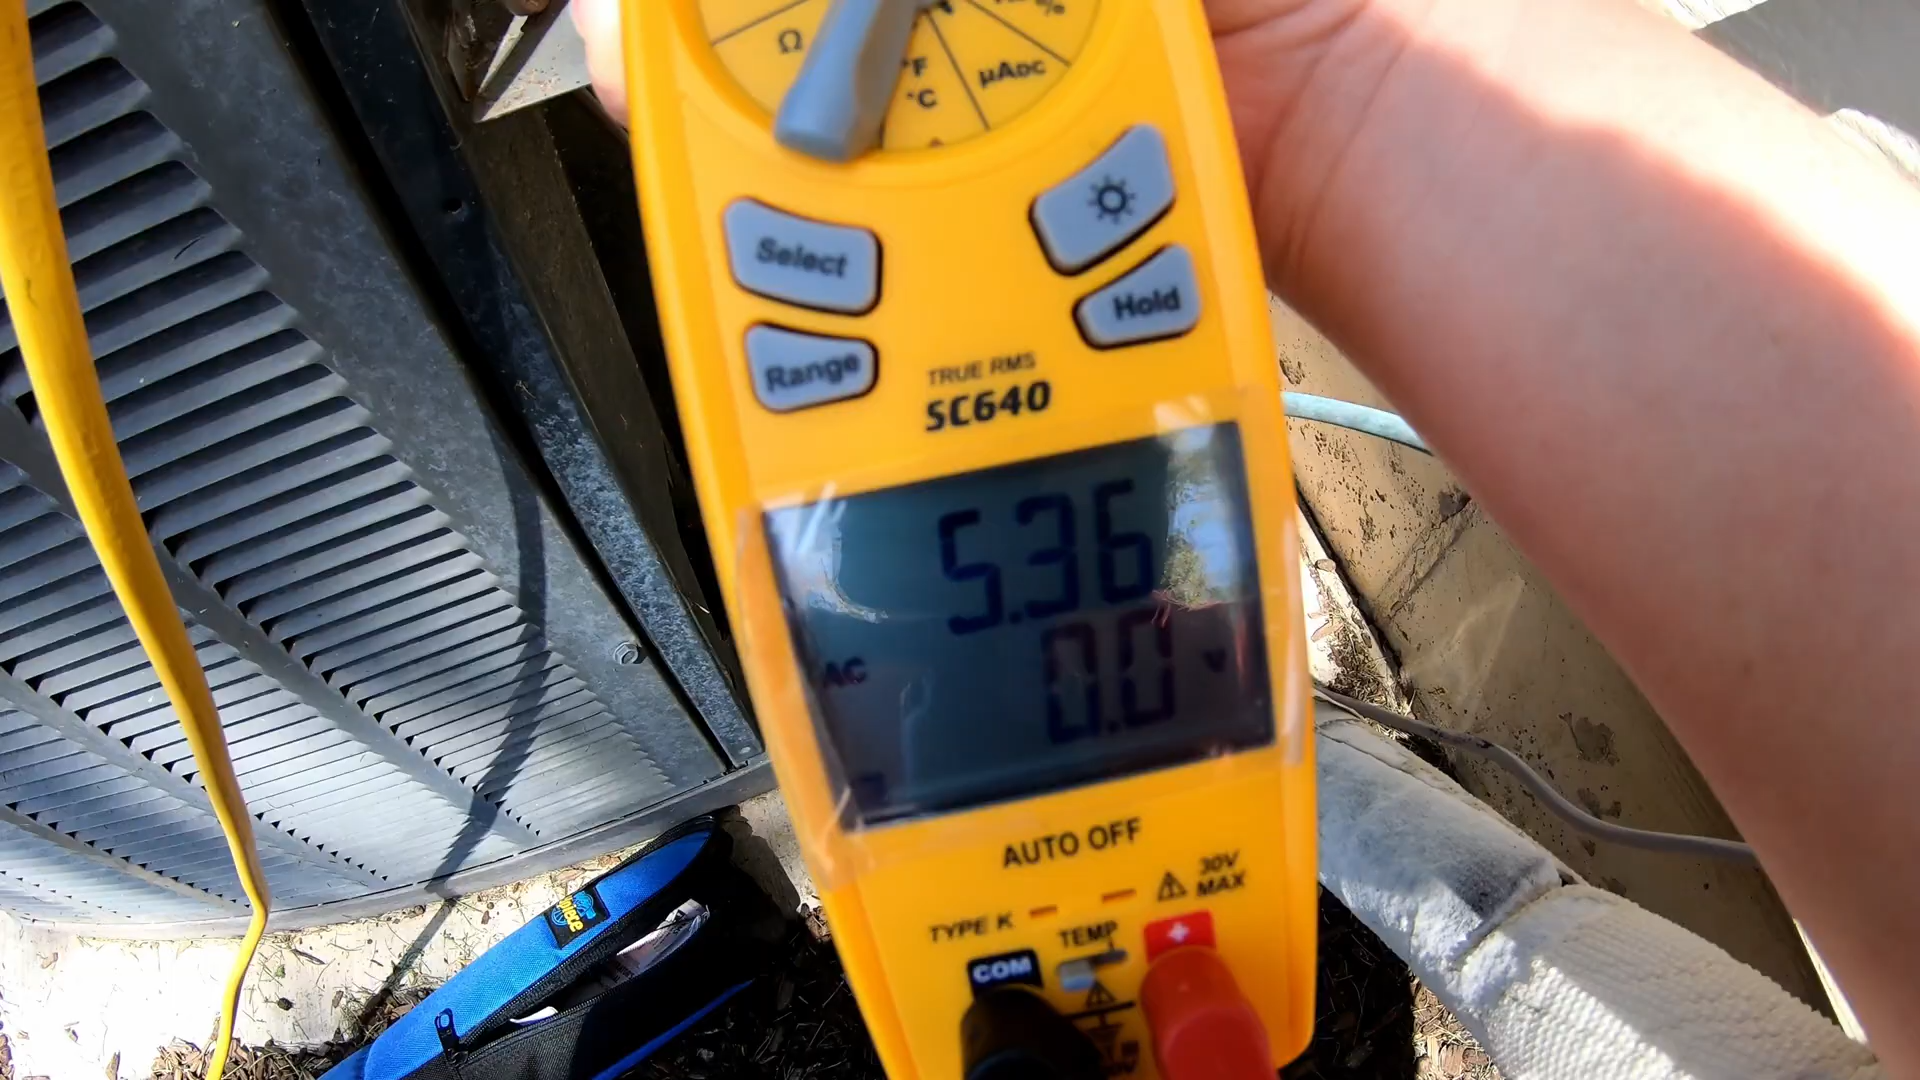 Ω
°F
°C
µADC
Select
Hold
Range
TRUE RMS
SC640
5.36
AC 0.0 V
AUTO OFF
30V
MAX
TYPE K
TEMP
COM
+